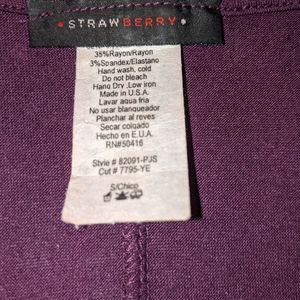 • STRAWBERRY •
35%Rayon/Rayon
3%Spandex/Elastano
Hand wash, cold
Do not bleach
Hang Dry ,Low iron
Made in U.S.A.
Lavar aqua fria
No usar blanqueador
Planchar al reves
Secar colgado
Hecho en E.U.A.
RN#50416
Style # 82091-PJS
Cut # 7795-YE
S/Chico